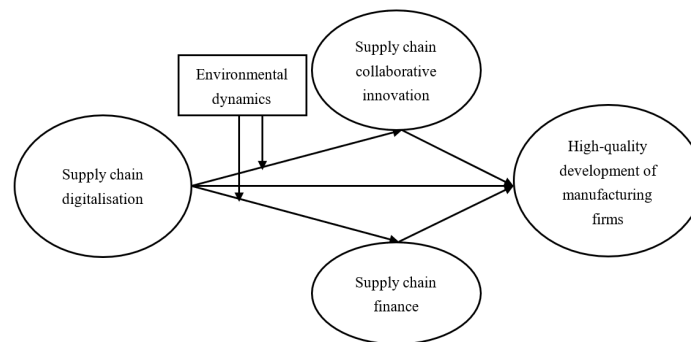 Environmental
dynamics
Supply chain
collaborative
innovation
Supply chain
digitalisation
High-quality
development of
manufacturing
firms
Supply chain
finance